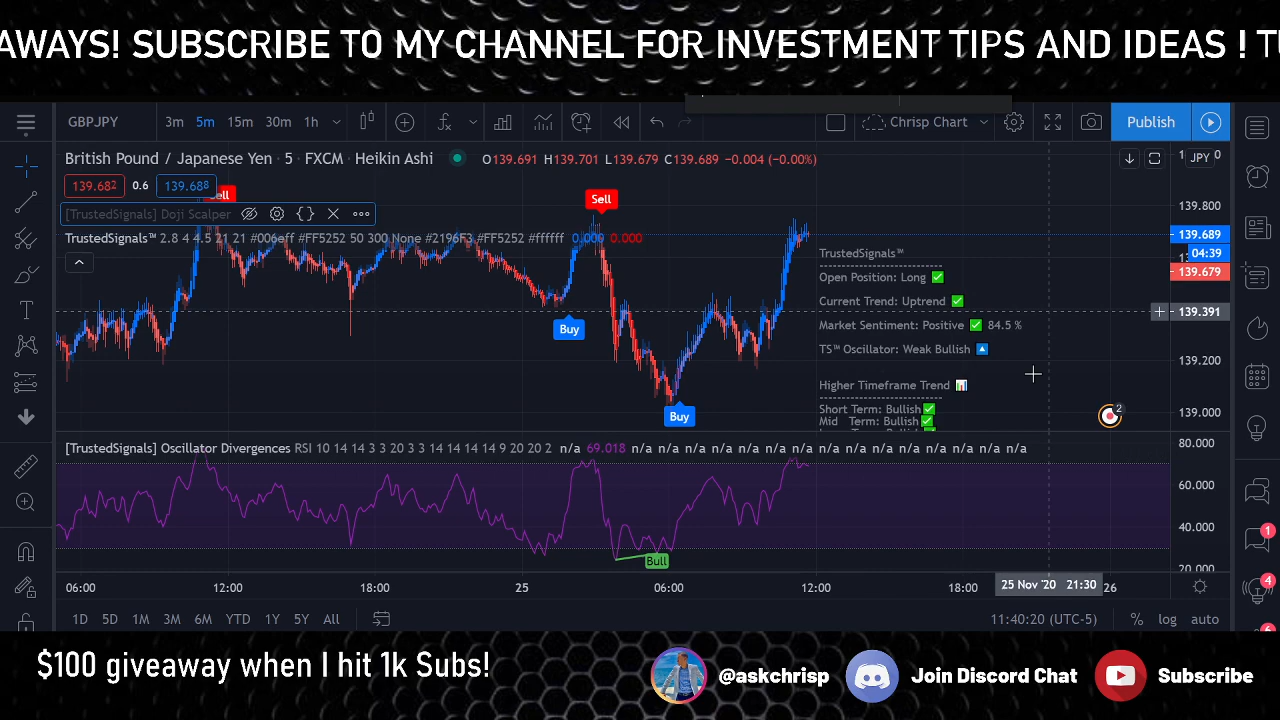 AWAYS! SUBSCRIBE TO MY CHANNEL FOR INVESTMENT TIPS AND IDEAS ! T
GBPJPY 3m 5m 15m 30m 1h Chrisp Chart Publish
British Pound / Japanese Yen · 5 · FXCM · Heikin Ashi O139.691 H139.701 L139.679 C139.689 −0.004 (−0.00%) JPY
139.682 0.6 139.688
Sell
[TrustedSignals] Doji Scalper
TrustedSignals™ 2.8 4 4.5 21 21 #006eff #FF5252 50 300 None #2196F3 #FF5252 #ffffff 0.000 0.000
Sell
Buy
Buy
TrustedSignals™
Open Position: Long ✅
Current Trend: Uptrend ✅
Market Sentiment: Positive ✅ 84.5 %
TS™ Oscillator: Weak Bullish 🔼
Higher Timeframe Trend 📊
Short Term: Bullish ✅
Mid Term: Bullish ✅
139.800
139.689
04:39
139.679
139.391
139.200
139.000
2
[TrustedSignals] Oscillator Divergences RSI 10 14 14 3 3 20 3 3 14 14 14 14 9 20 20 2 n/a 69.018 n/a n/a n/a n/a n/a n/a n/a n/a n/a n/a n/a n/a n/a n/a n/a
80.000
60.000
40.000
20.000
Bull
1
4
06:00 12:00 18:00 25 06:00 12:00 18:00 25 Nov '20 21:30 26
1D 5D 1M 3M 6M YTD 1Y 5Y All 11:40:20 (UTC-5) % log auto
$100 giveaway when I hit 1k Subs!
@askchrisp Join Discord Chat Subscribe